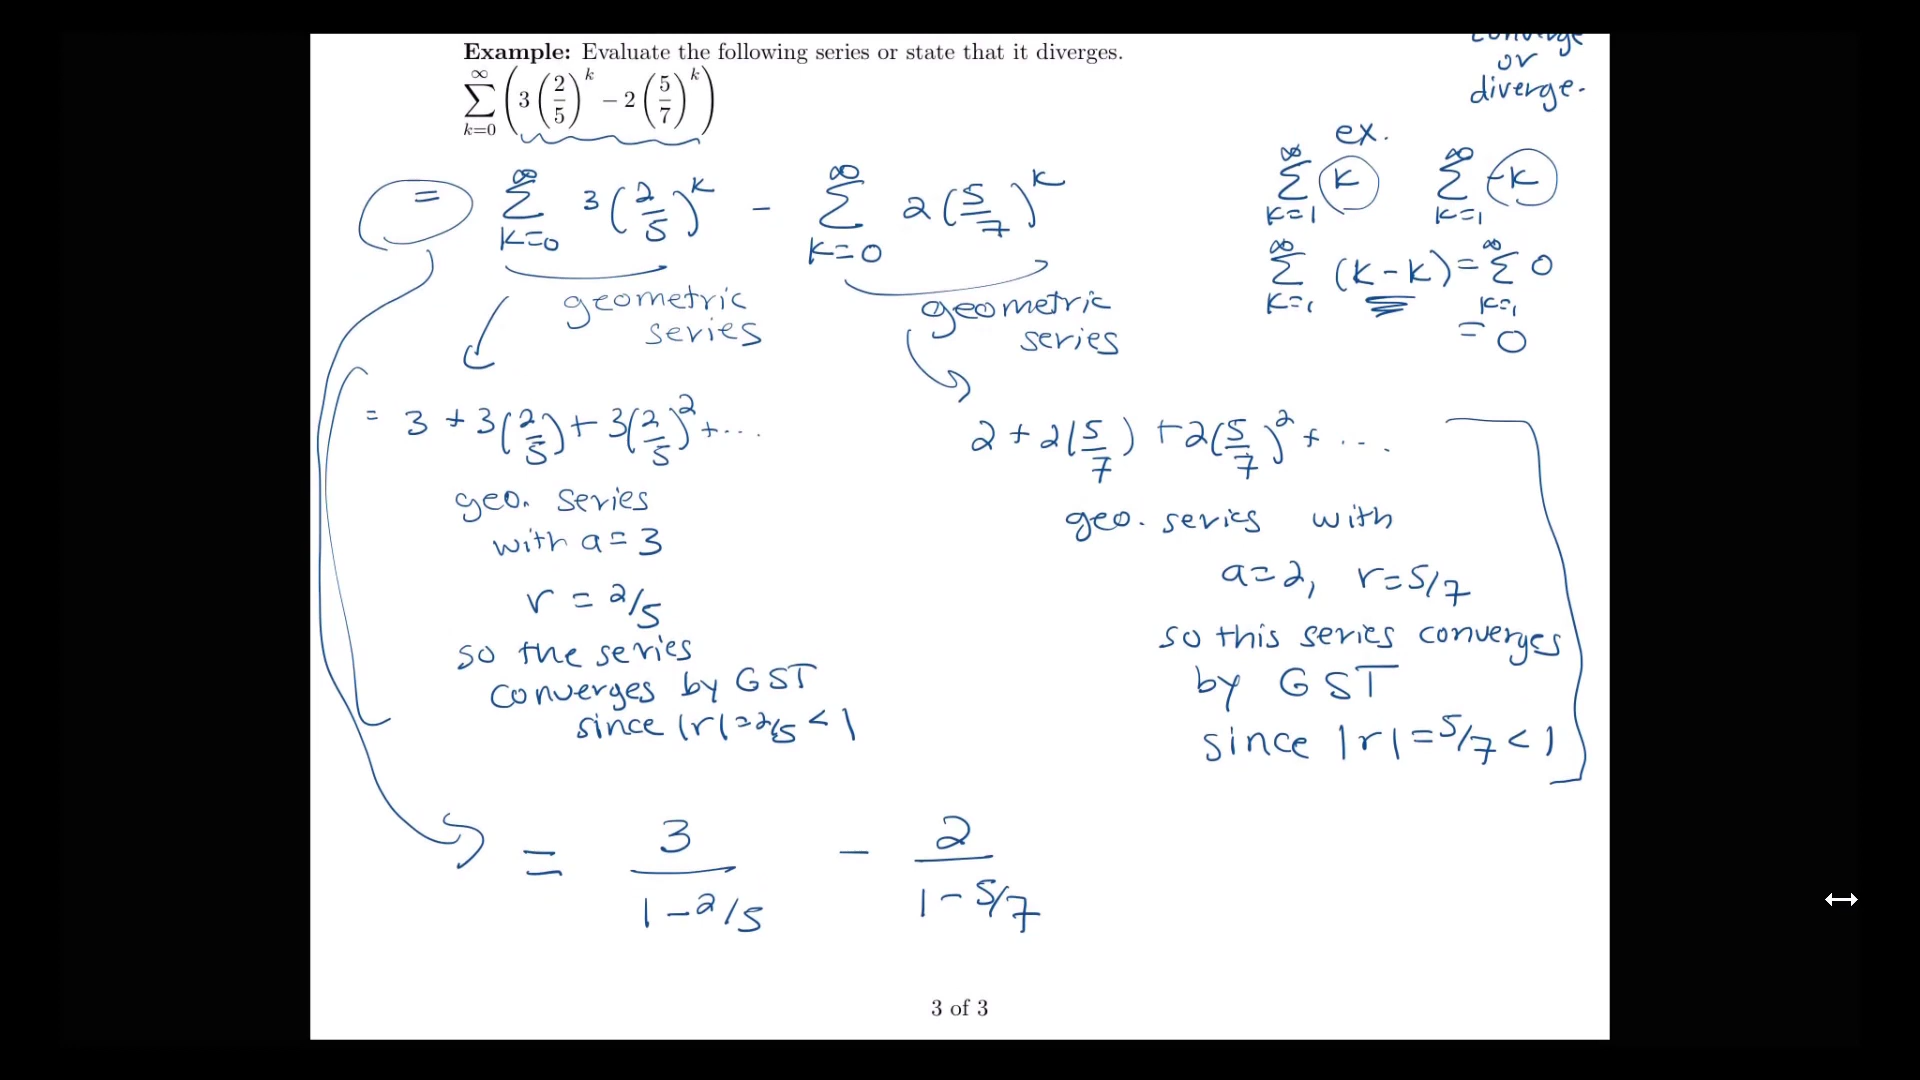 Example: Evaluate the following series or state that it diverges.
∞∑k=0 (3(2/5)^k − 2(5/7)^k)
or
diverge.
ex.
∞∑k=1 k   ∞∑k=1 -k
∞∑k=1 (k-k) = ∞∑k=1 0
= 0
= ∞∑k=0 3(2/5)^k - ∞∑k=0 2(5/7)^k
geometric
series
geometric
series
= 3 + 3(2/5) + 3(2/5)^2 + ...
geo. series
with a = 3
r = 2/5
so the series
converges by GST
since |r| = 2/5 < 1
2 + 2(5/7) + 2(5/7)^2 + ...
geo. series with
a=2, r=5/7
so this series converges
by GST
since |r| = 5/7 < 1
= 3/(1-2/5) - 2/(1-5/7)
3 of 3